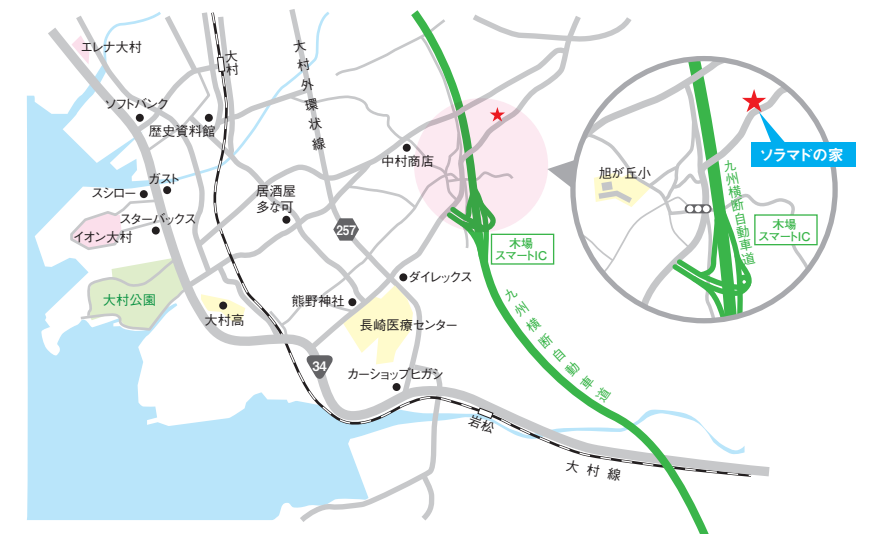 エレナ大村
大村
大村外環状線
ソフトバンク
歴史資料館
中村商店
ソラマドの家
旭が丘小
九州横断自動車道
木場
スマートIC
ガスト
スシロー
居酒屋
多な可
スターバックス
イオン大村
257
木場
スマートIC
ダイレックス
大村公園
大村高
熊野神社
長崎医療センター
九州横断自動車道
34
カーショップヒガシ
岩松
大村線